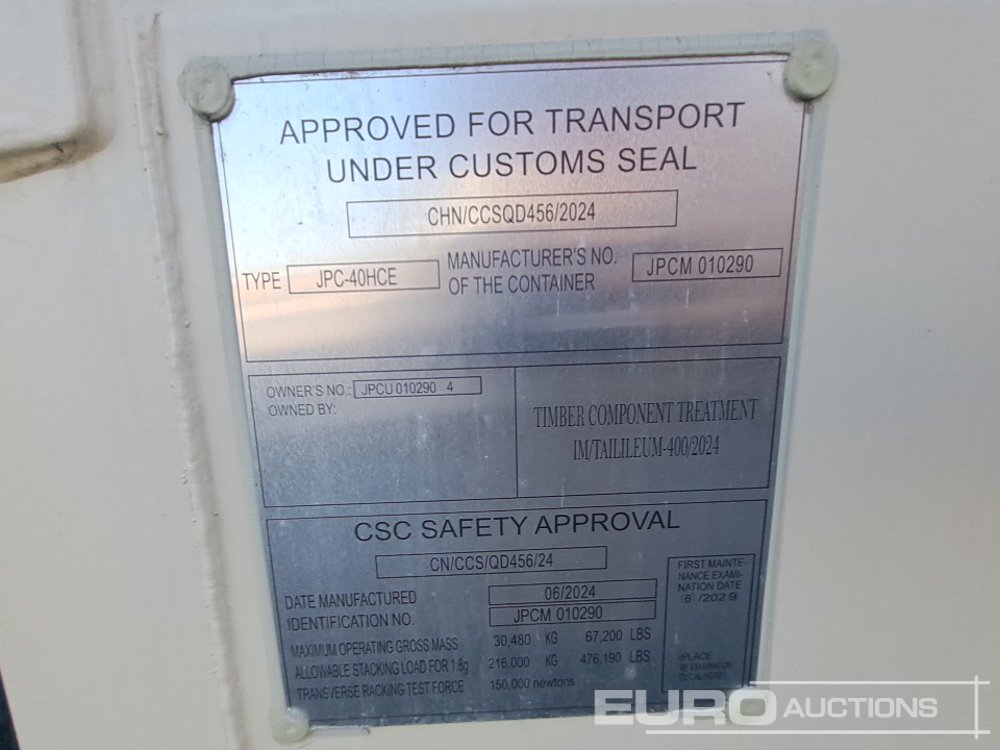 APPROVED FOR TRANSPORT
UNDER CUSTOMS SEAL
CHN/CCSQD456/2024
TYPE JPC-40HCE
MANUFACTURER'S NO.
OF THE CONTAINER
JPCM 010290
OWNER'S NO.: JPCU 010290 4
OWNED BY:
TIMBER COMPONENT TREATMENT
IM/TAILILEUM-400/2024
CSC SAFETY APPROVAL
CN/CCS/QD456/24
DATE MANUFACTURED 06/2024
IDENTIFICATION NO. JPCM 010290
MAXIMUM OPERATING GROSS MASS 30,480 KG 67,200 LBS
ALLOWABLE STACKING LOAD FOR 1.8g 216,000 KG 476,190 LBS
TRANSVERSE RACKING TEST FORCE 150,000 newtons
FIRST MAINTE-
NANCE EXAMI-
NATION DATE
6 /2029
(PLACE
RE EXAMINATION
EURO AUCTIONS